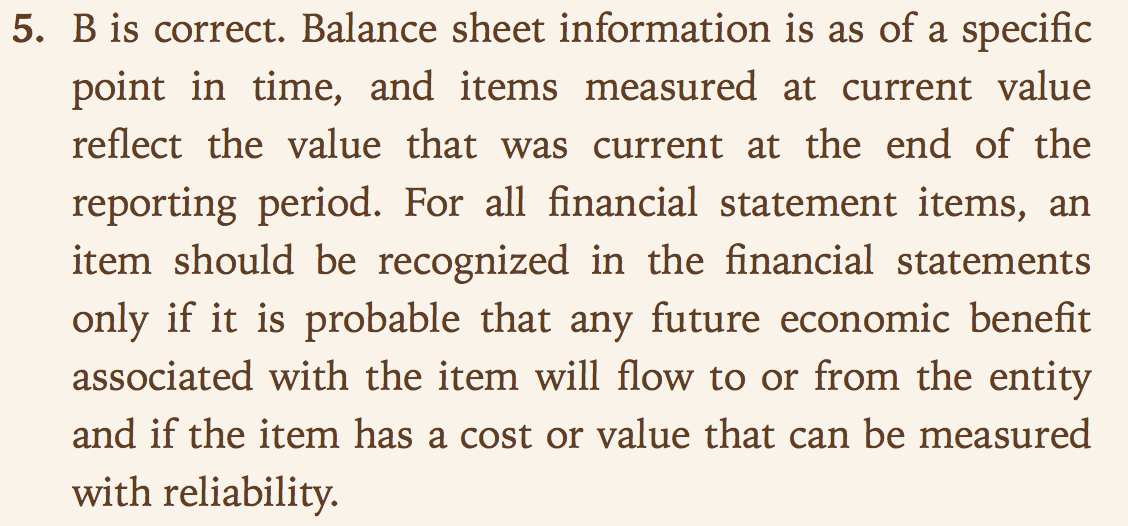 5. B is correct. Balance sheet information is as of a specific
point in time, and items measured at current value
reflect the value that was current at the end of the
reporting period. For all financial statement items, an
item should be recognized in the financial statements
only if it is probable that any future economic benefit
associated with the item will flow to or from the entity
and if the item has a cost or value that can be measured
with reliability.